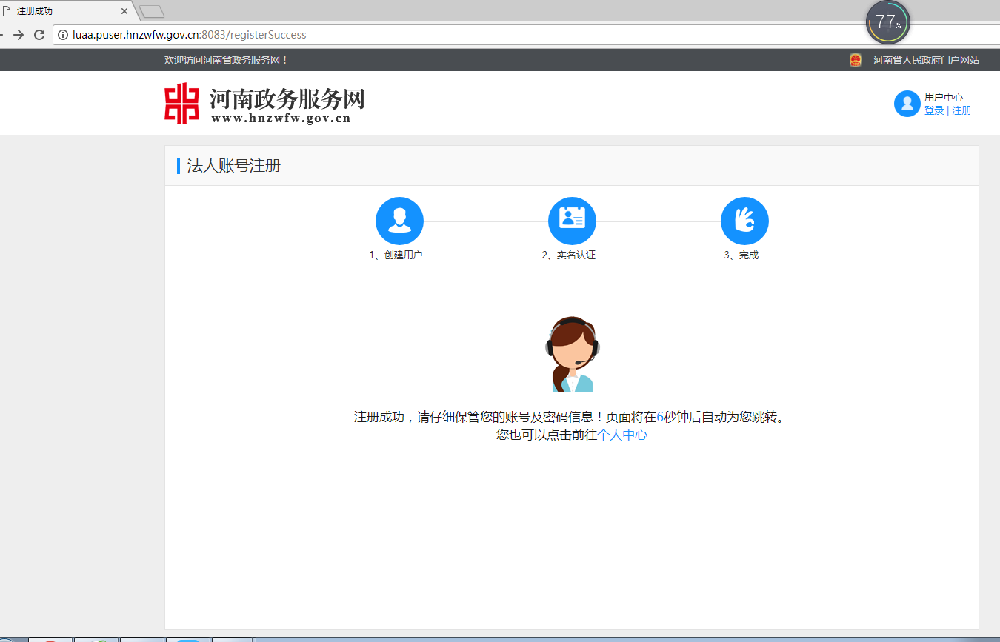 注册成功
luaa.puser.hnzwfw.gov.cn:8083/registerSuccess
77%
欢迎访问河南省政务服务网！
河南省人民政府门户网站
河南政务服务网
www.hnzwfw.gov.cn
用户中心
登录 | 注册
法人账号注册
1、创建用户
2、实名认证
3、完成
注册成功，请仔细保管您的账号及密码信息！页面将在6秒钟后自动为您跳转。
您也可以点击前往个人中心